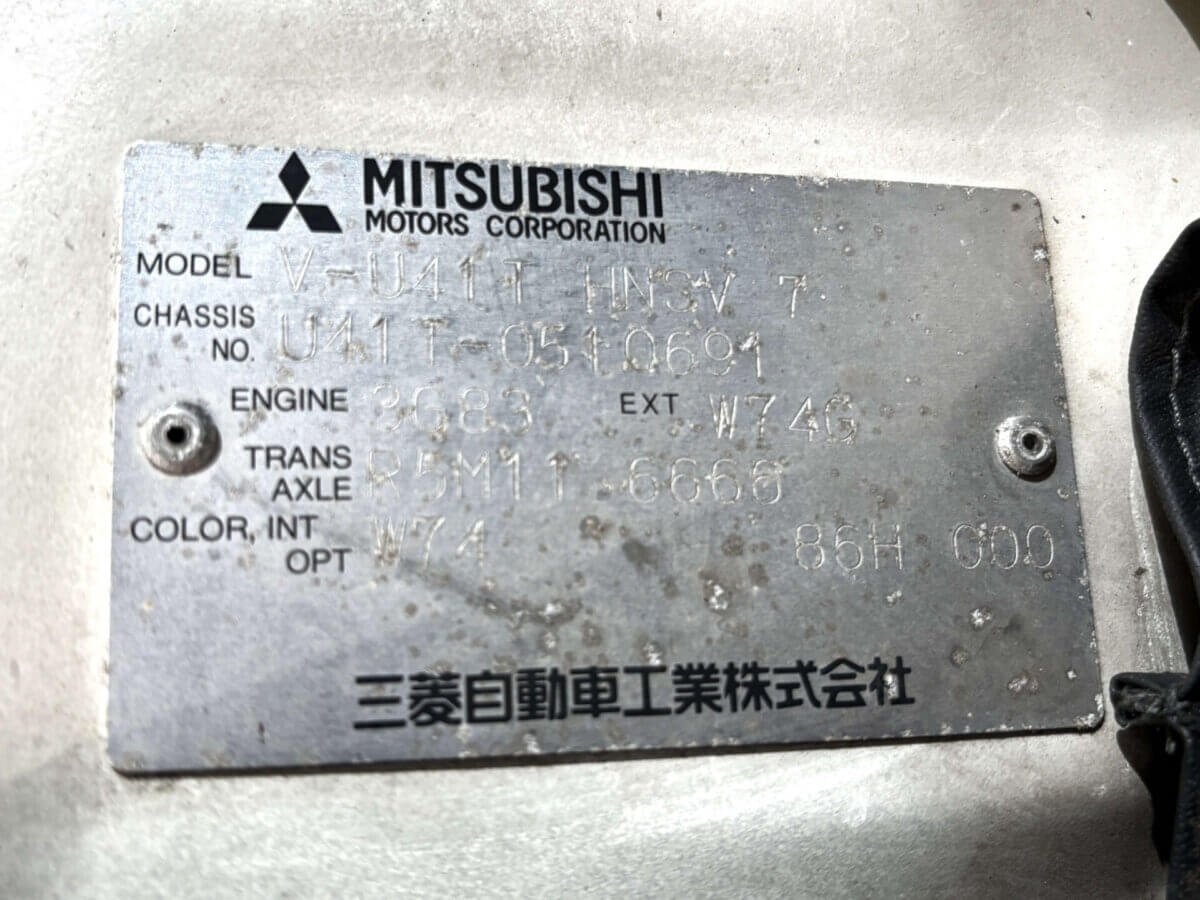 MITSUBISHI
MOTORS CORPORATION
MODEL V-U41T HNSV 7
CHASSIS
NO. U41T-0510691
ENGINE 3G83 EXT W74G
TRANS
AXLE R5M11 6666
COLOR, INT
OPT W74 86H 000
三菱自動車工業株式会社